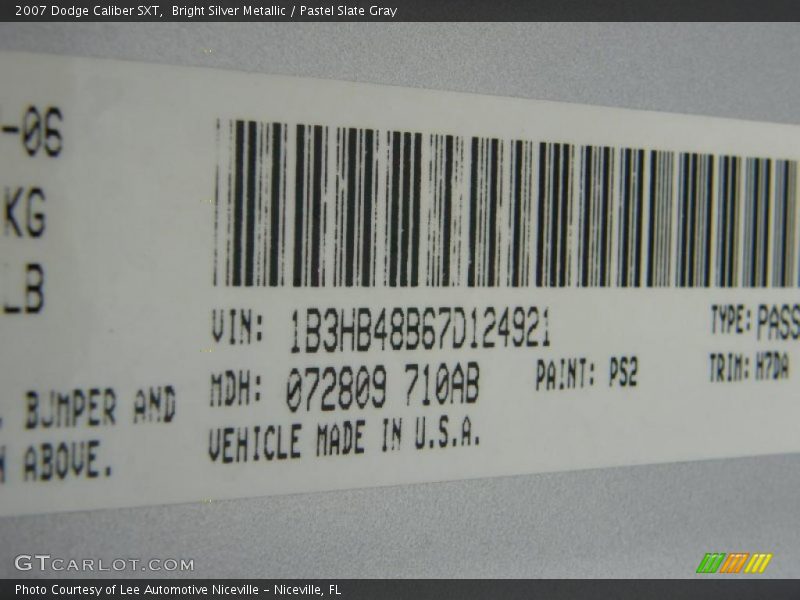 2007 Dodge Caliber SXT,  Bright Silver Metallic / Pastel Slate Gray
-06
KG
LB
VIN: 1B3HB48B67D124921 TYPE: PASS
MDH: 072809 710AB PAINT: PS2 TRIM: H7DA
BUMPER AND
VEHICLE MADE IN U.S.A.
ABOVE.
GTCARLOT.COM
Photo Courtesy of Lee Automotive Niceville - Niceville, FL